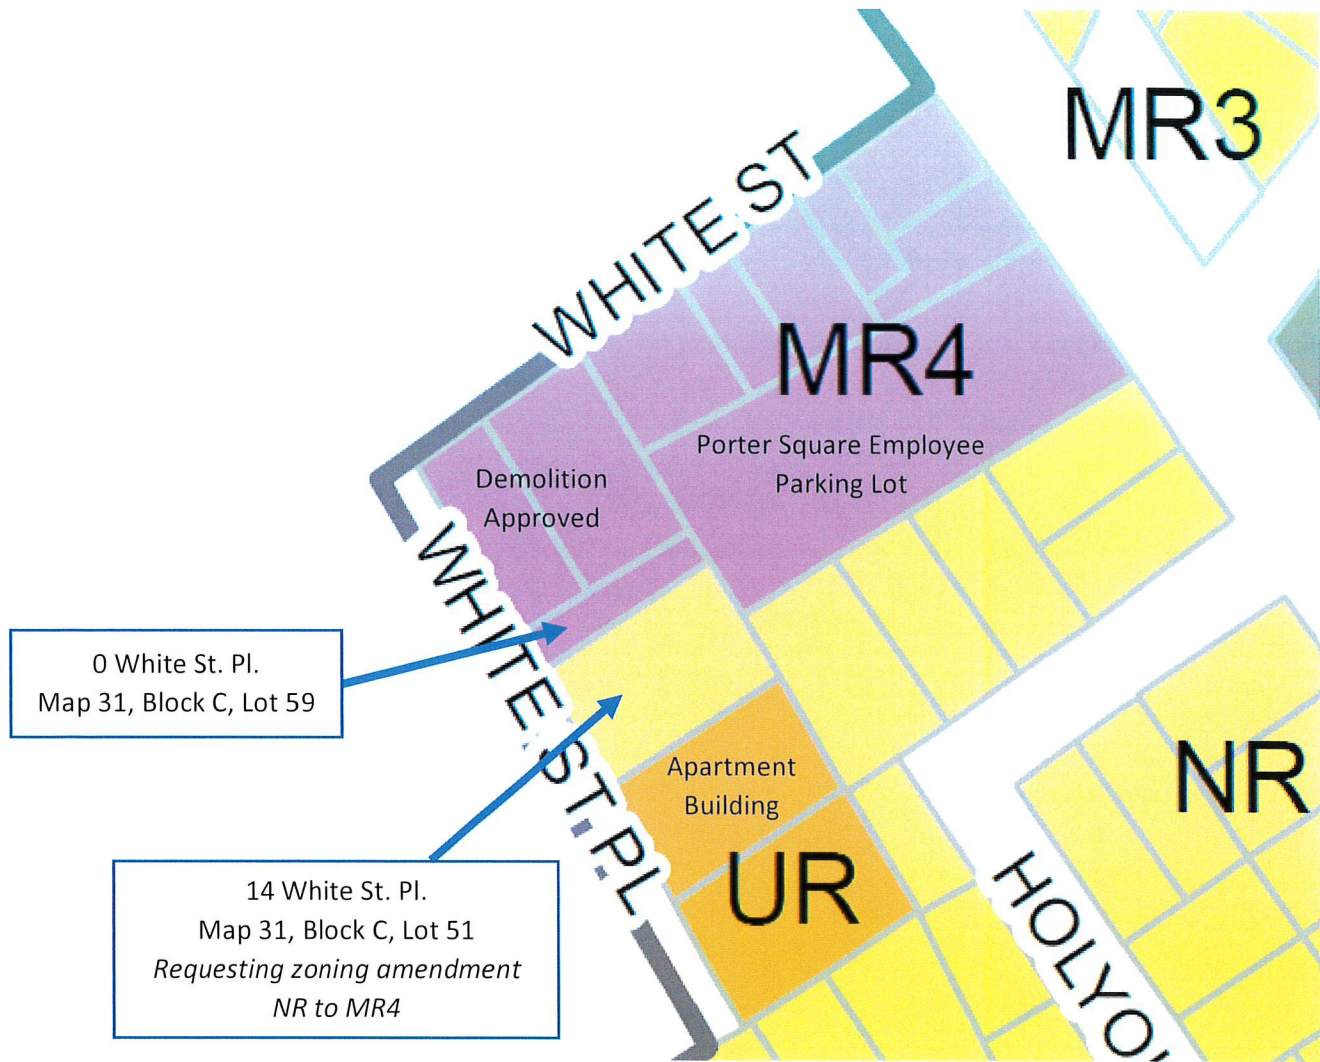 MR3
WHITE ST
MR4
Porter Square Employee
Parking Lot
Demolition
Approved
WHITE ST. PL
0 White St. Pl.
Map 31, Block C, Lot 59
Apartment
Building
NR
UR
14 White St. Pl.
Map 31, Block C, Lot 51
Requesting zoning amendment
NR to MR4